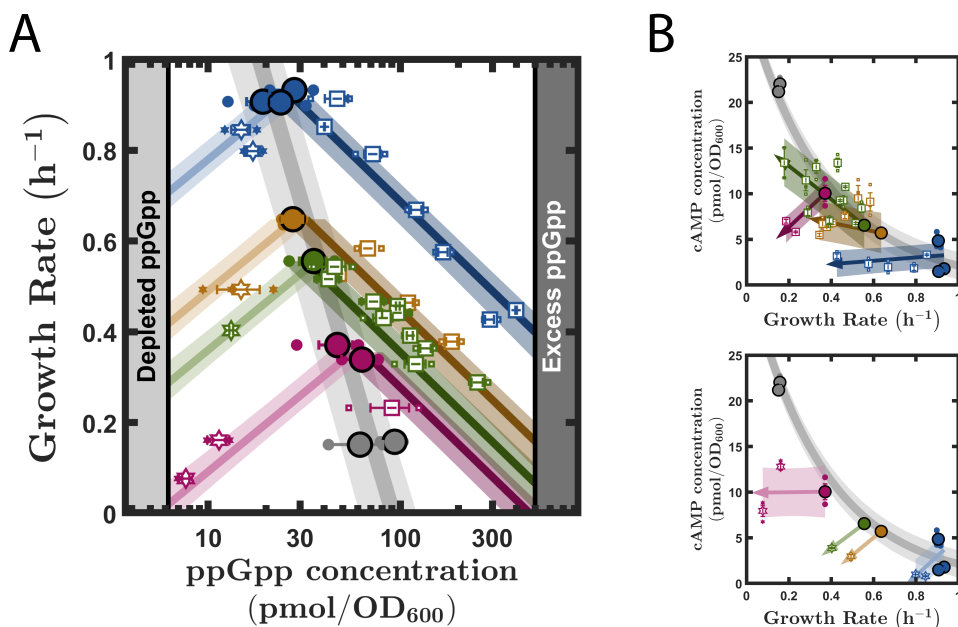 A
Growth Rate (h⁻¹)
1
0.8
0.6
0.4
0.2
0
Depleted ppGpp
Excess ppGpp
10 30 100 300
ppGpp concentration
(pmol/OD₆₀₀)
B
cAMP concentration
(pmol/OD₆₀₀)
25
20
15
10
5
0
0 0.2 0.4 0.6 0.8 1
Growth Rate (h⁻¹)
cAMP concentration
(pmol/OD₆₀₀)
25
20
15
10
5
0
0 0.2 0.4 0.6 0.8 1
Growth Rate (h⁻¹)